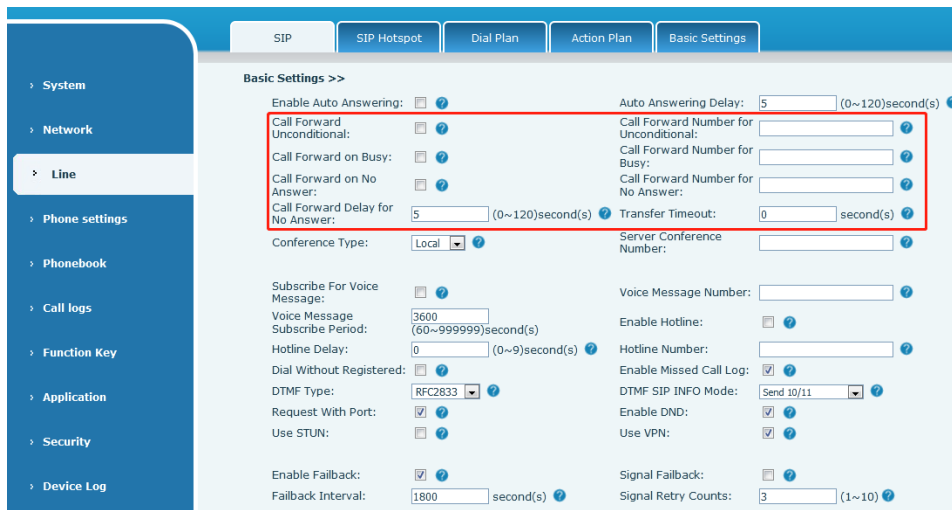 SIP
SIP Hotspot
Dial Plan
Action Plan
Basic Settings
› System
› Network
› Line
› Phone settings
› Phonebook
› Call logs
› Function Key
› Application
› Security
› Device Log
Basic Settings >>
Enable Auto Answering: ?
Auto Answering Delay: 5 (0~120)second(s)
Call Forward
Unconditional: ?
Call Forward Number for
Unconditional: ?
Call Forward on Busy: ?
Call Forward Number for
Busy: ?
Call Forward on No
Answer: ?
Call Forward Number for
No Answer: ?
Call Forward Delay for
No Answer: 5 (0~120)second(s) ?
Transfer Timeout: 0 second(s) ?
Conference Type: Local ?
Server Conference
Number: ?
Subscribe For Voice
Message: ?
Voice Message Number: ?
Voice Message
Subscribe Period: 3600
(60~999999)second(s)
Enable Hotline: ?
Hotline Delay: 0 (0~9)second(s) ?
Hotline Number: ?
Dial Without Registered: ?
Enable Missed Call Log: ?
DTMF Type: RFC2833 ?
DTMF SIP INFO Mode: Send 10/11 ?
Request With Port: ?
Enable DND: ?
Use STUN: ?
Use VPN: ?
Enable Failback: ?
Signal Failback: ?
Failback Interval: 1800 second(s) ?
Signal Retry Counts: 3 (1~10) ?